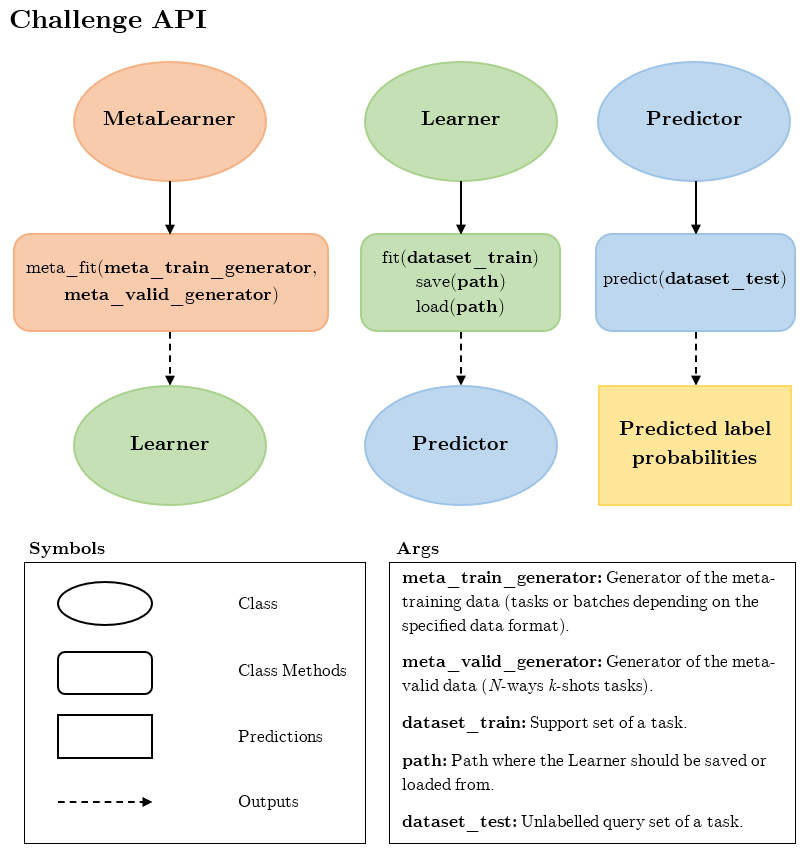 Challenge API
MetaLearner
Learner
Predictor
meta_fit(meta_train_generator,
meta_valid_generator)
fit(dataset_train)
save(path)
load(path)
predict(dataset_test)
Learner
Predictor
Predicted label
probabilities
Symbols
Class
Class Methods
Predictions
Outputs
Args
meta_train_generator: Generator of the meta-
training data (tasks or batches depending on the
specified data format).
meta_valid_generator: Generator of the meta-
valid data (N-ways k-shots tasks).
dataset_train: Support set of a task.
path: Path where the Learner should be saved or
loaded from.
dataset_test: Unlabelled query set of a task.